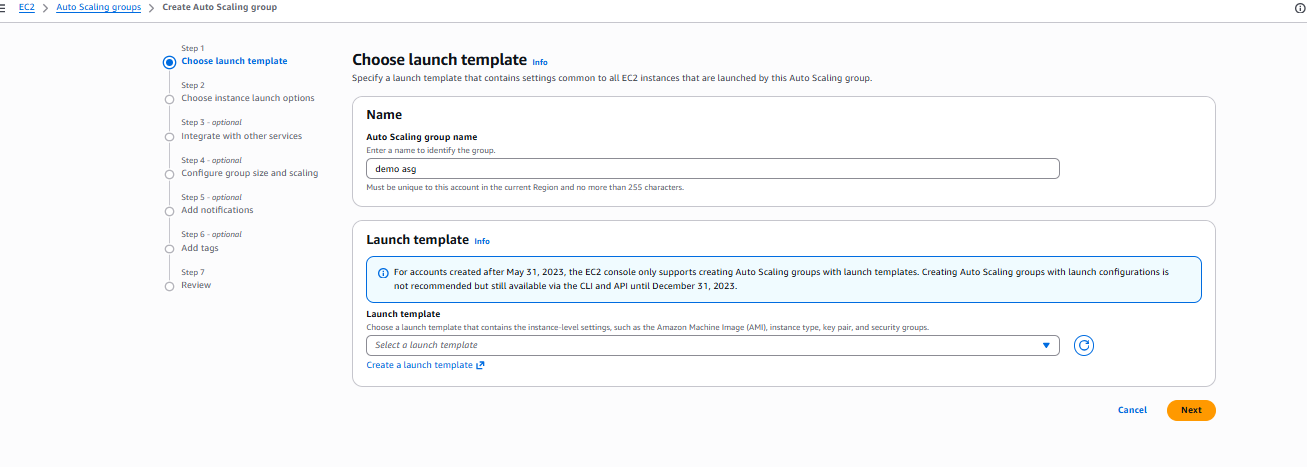 EC2 > Auto Scaling groups > Create Auto Scaling group
Step 1
Choose launch template
Step 2
Choose instance launch options
Step 3 - optional
Integrate with other services
Step 4 - optional
Configure group size and scaling
Step 5 - optional
Add notifications
Step 6 - optional
Add tags
Step 7
Review
Choose launch template Info
Specify a launch template that contains settings common to all EC2 instances that are launched by this Auto Scaling group.
Name
Auto Scaling group name
Enter a name to identify the group.
demo asg
Must be unique to this account in the current Region and no more than 255 characters.
Launch template Info
For accounts created after May 31, 2023, the EC2 console only supports creating Auto Scaling groups with launch templates. Creating Auto Scaling groups with launch configurations is
not recommended but still available via the CLI and API until December 31, 2023.
Launch template
Choose a launch template that contains the instance-level settings, such as the Amazon Machine Image (AMI), instance type, key pair, and security groups.
Select a launch template
Create a launch template
Cancel Next